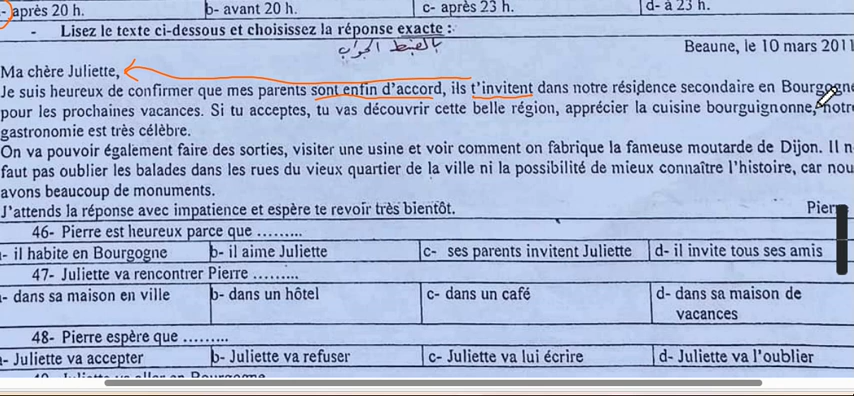 - après 20 h. b- avant 20 h. c- après 23 h. d- à 23 h.
- Lisez le texte ci-dessous et choisissez la réponse exacte :
Beaune, le 10 mars 2011
Ma chère Juliette,
Je suis heureux de confirmer que mes parents sont enfin d'accord, ils t'invitent dans notre résidence secondaire en Bourgogne
pour les prochaines vacances. Si tu acceptes, tu vas découvrir cette belle région, apprécier la cuisine bourguignonne, notre
gastronomie est très célèbre.
On va pouvoir également faire des sorties, visiter une usine et voir comment on fabrique la fameuse moutarde de Dijon. Il n
faut pas oublier les balades dans les rues du vieux quartier de la ville ni la possibilité de mieux connaître l'histoire, car nou
avons beaucoup de monuments.
J'attends la réponse avec impatience et espère te revoir très bientôt. Pierre
46- Pierre est heureux parce que .........
- il habite en Bourgogne b- il aime Juliette c- ses parents invitent Juliette d- il invite tous ses amis
47- Juliette va rencontrer Pierre .........
- dans sa maison en ville b- dans un hôtel c- dans un café d- dans sa maison de
vacances
48- Pierre espère que .........
- Juliette va accepter b- Juliette va refuser c- Juliette va lui écrire d- Juliette va l'oublier